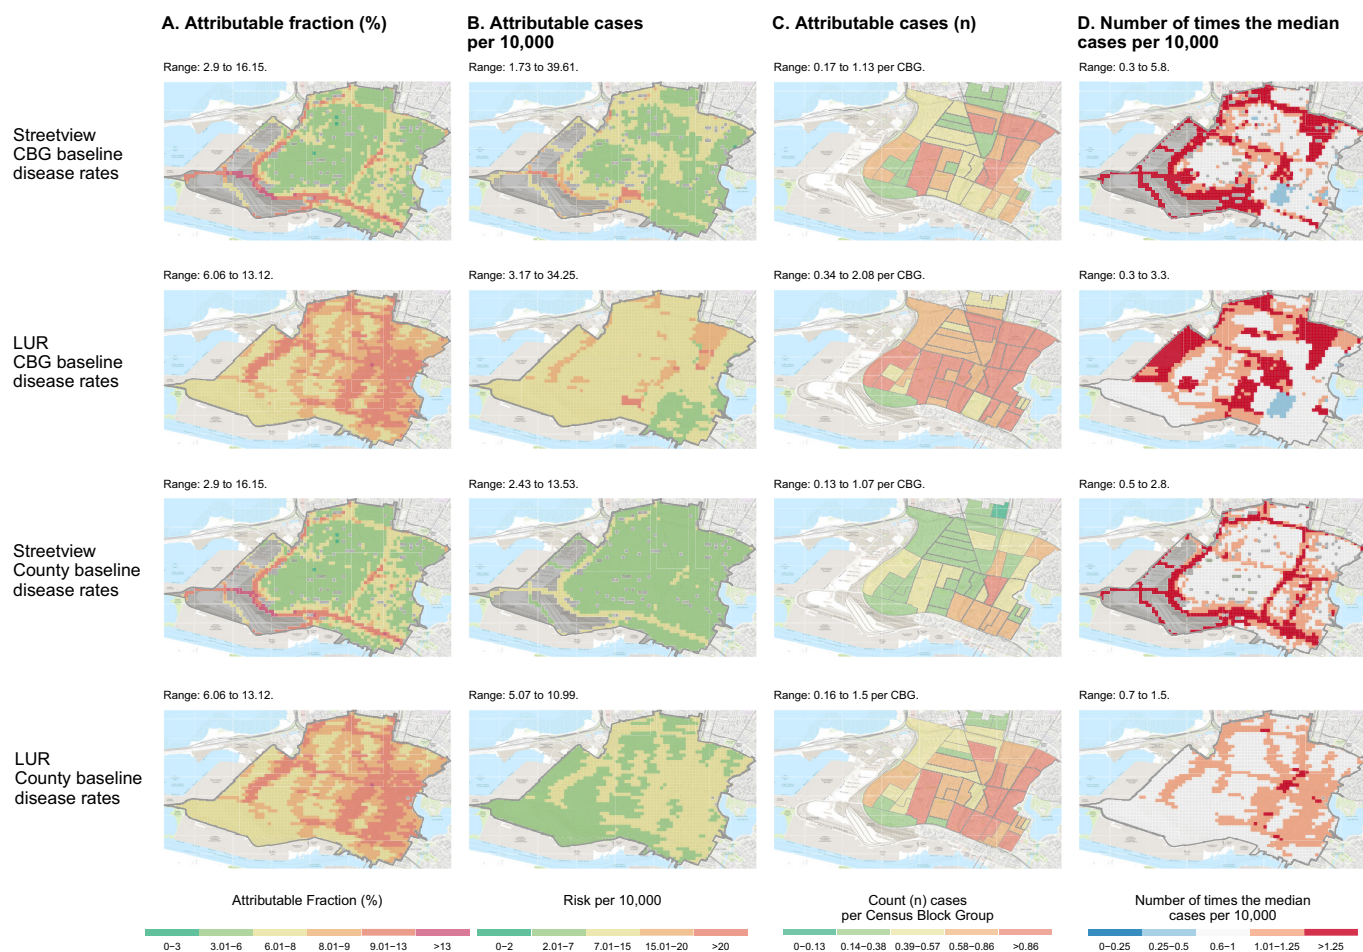 A. Attributable fraction (%)
B. Attributable cases
per 10,000
C. Attributable cases (n)
D. Number of times the median
cases per 10,000
Streetview
CBG baseline
disease rates
Range: 2.9 to 16.15.
Range: 1.73 to 39.61.
Range: 0.17 to 1.13 per CBG.
Range: 0.3 to 5.8.
LUR
CBG baseline
disease rates
Range: 6.06 to 13.12.
Range: 3.17 to 34.25.
Range: 0.34 to 2.08 per CBG.
Range: 0.3 to 3.3.
Streetview
County baseline
disease rates
Range: 2.9 to 16.15.
Range: 2.43 to 13.53.
Range: 0.13 to 1.07 per CBG.
Range: 0.5 to 2.8.
LUR
County baseline
disease rates
Range: 6.06 to 13.12.
Range: 5.07 to 10.99.
Range: 0.16 to 1.5 per CBG.
Range: 0.7 to 1.5.
Attributable Fraction (%)
0−3 3.01−6 6.01−8 8.01−9 9.01−13 >13
Risk per 10,000
0−2 2.01−7 7.01−15 15.01−20 >20
Count (n) cases
per Census Block Group
0−0.13 0.14−0.38 0.39−0.57 0.58−0.86 >0.86
Number of times the median
cases per 10,000
0−0.25 0.25−0.5 0.6−1 1.01−1.25 >1.25